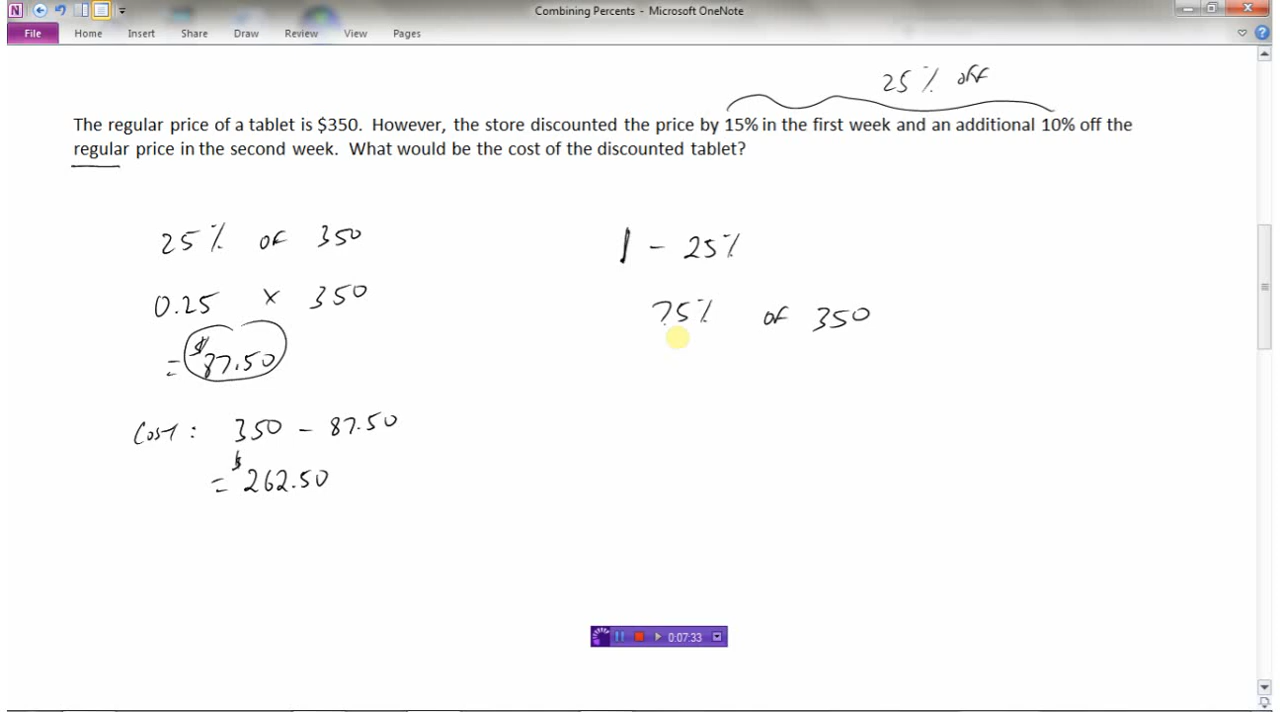 Combining Percents - Microsoft OneNote
File Home Insert Share Draw Review View Pages
25% off
The regular price of a tablet is $350. However, the store discounted the price by 15% in the first week and an additional 10% off the
regular price in the second week. What would be the cost of the discounted tablet?
25% of 350
0.25 x 350
= $87.50
Cost: 350 - 87.50
= $262.50
1 - 25%
75% of 350
0:07:33